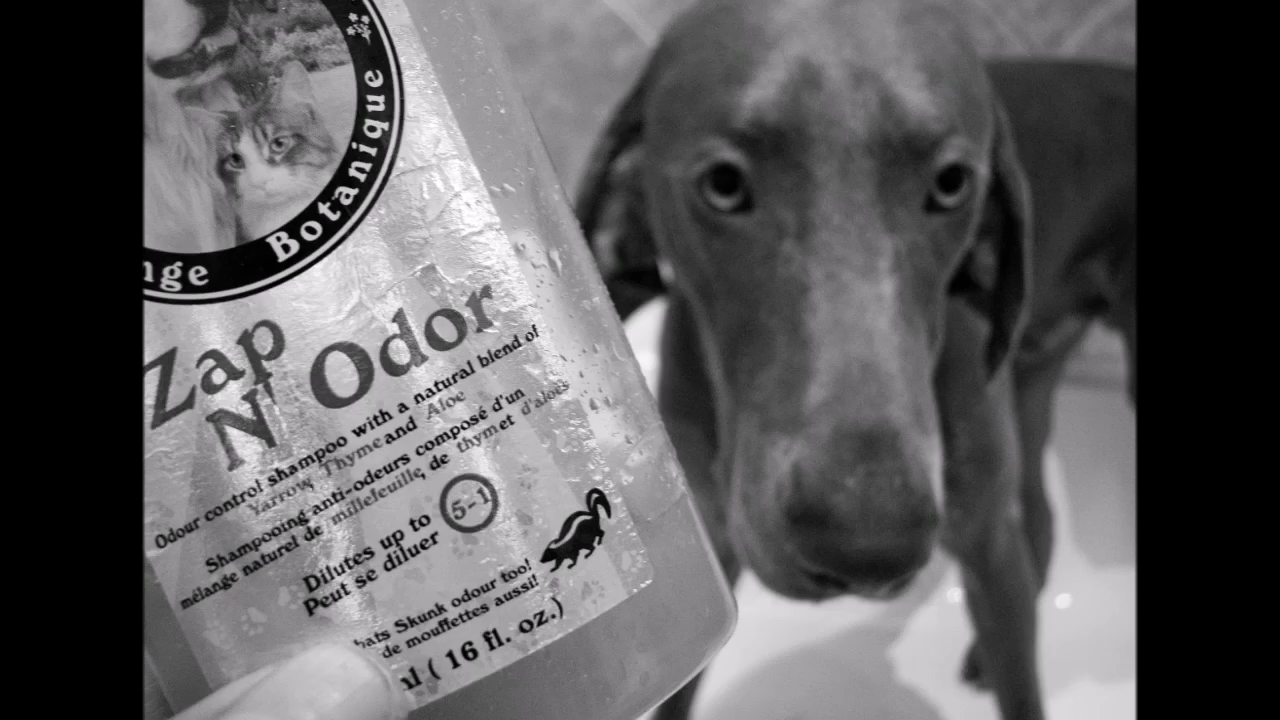 Botanique
Zap
N' Odor
Odour control shampoo with a natural blend of
Yarrow, Thyme and Aloe
Shampooing anti-odeurs composé d'un
mélange naturel de millefeuille, de thym et d'aloès
Dilutes up to
Peut se diluer
5-1
Skunk odour too!
de mouffettes aussi!
( 16 fl. oz.)